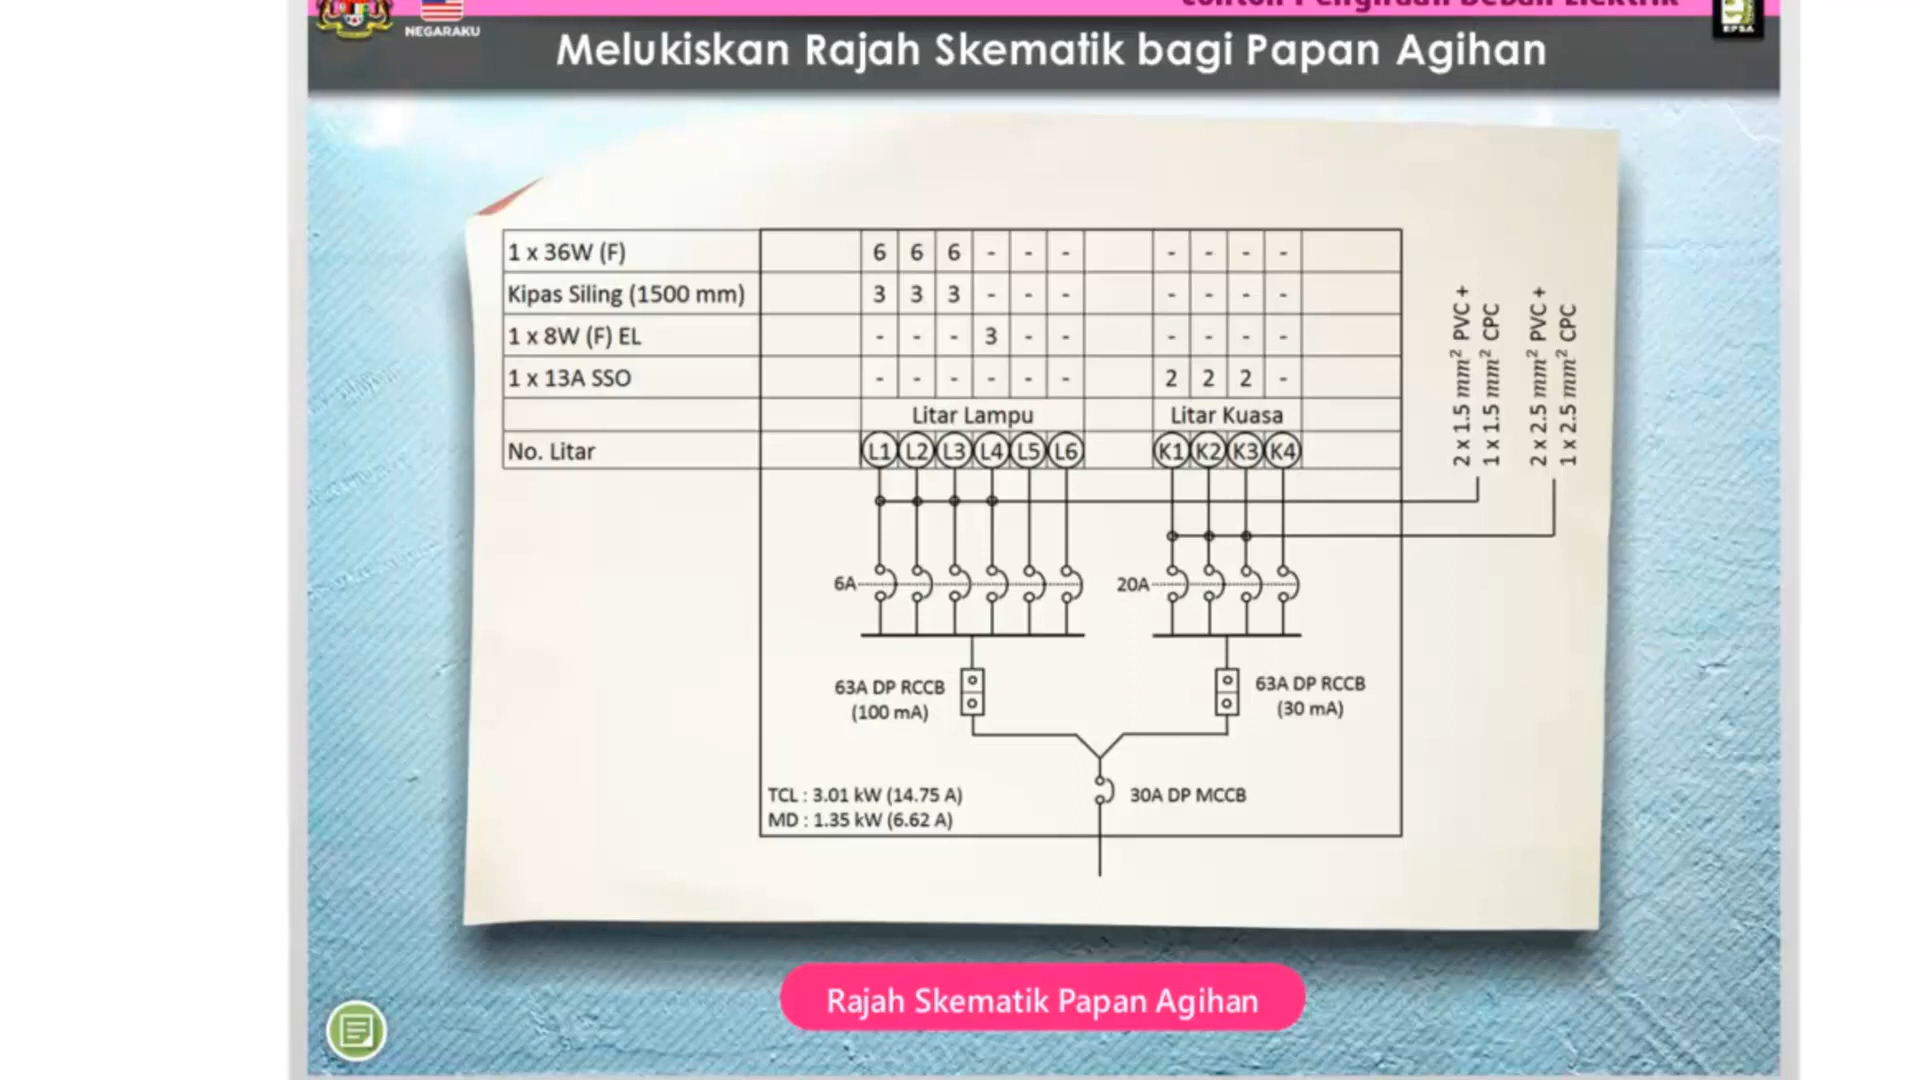 Contoh Pengiraan Beban Elektrik
NEGARAKU
EPSA
Melukiskan Rajah Skematik bagi Papan Agihan
1 x 36W (F) 6 6 6 - - - - - - -
Kipas Siling (1500 mm) 3 3 3 - - - - - - -
1 x 8W (F) EL - - - 3 - - - - - -
1 x 13A SSO - - - - - - 2 2 2 -
Litar Lampu Litar Kuasa
No. Litar L1 L2 L3 L4 L5 L6 K1 K2 K3 K4
2 x 1.5 mm² PVC +
1 x 1.5 mm² CPC
2 x 2.5 mm² PVC +
1 x 2.5 mm² CPC
6A 20A
63A DP RCCB
(100 mA)
63A DP RCCB
(30 mA)
TCL : 3.01 kW (14.75 A)
MD : 1.35 kW (6.62 A)
30A DP MCCB
Rajah Skematik Papan Agihan